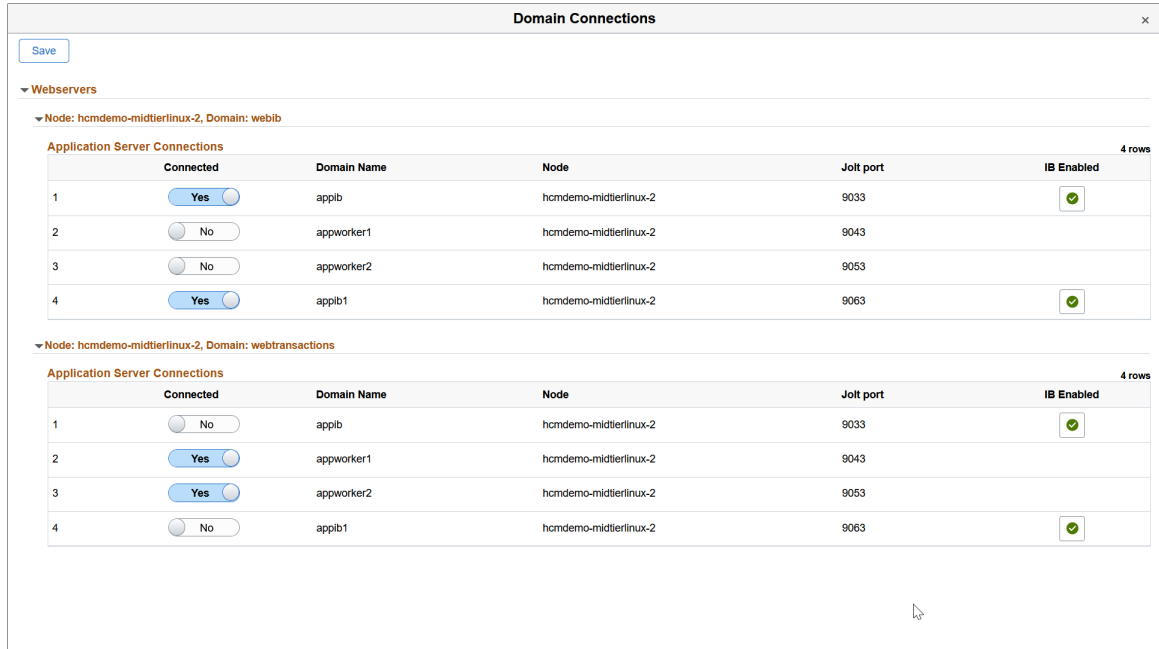 Domain Connections ×
Save
Webservers
Node: hcmdemo-midtierlinux-2, Domain: webib
Application Server Connections 4 rows
Connected Domain Name Node Jolt port IB Enabled
1 Yes appib hcmdemo-midtierlinux-2 9033
2 No appworker1 hcmdemo-midtierlinux-2 9043
3 No appworker2 hcmdemo-midtierlinux-2 9053
4 Yes appib1 hcmdemo-midtierlinux-2 9063
Node: hcmdemo-midtierlinux-2, Domain: webtransactions
Application Server Connections 4 rows
Connected Domain Name Node Jolt port IB Enabled
1 No appib hcmdemo-midtierlinux-2 9033
2 Yes appworker1 hcmdemo-midtierlinux-2 9043
3 Yes appworker2 hcmdemo-midtierlinux-2 9053
4 No appib1 hcmdemo-midtierlinux-2 9063